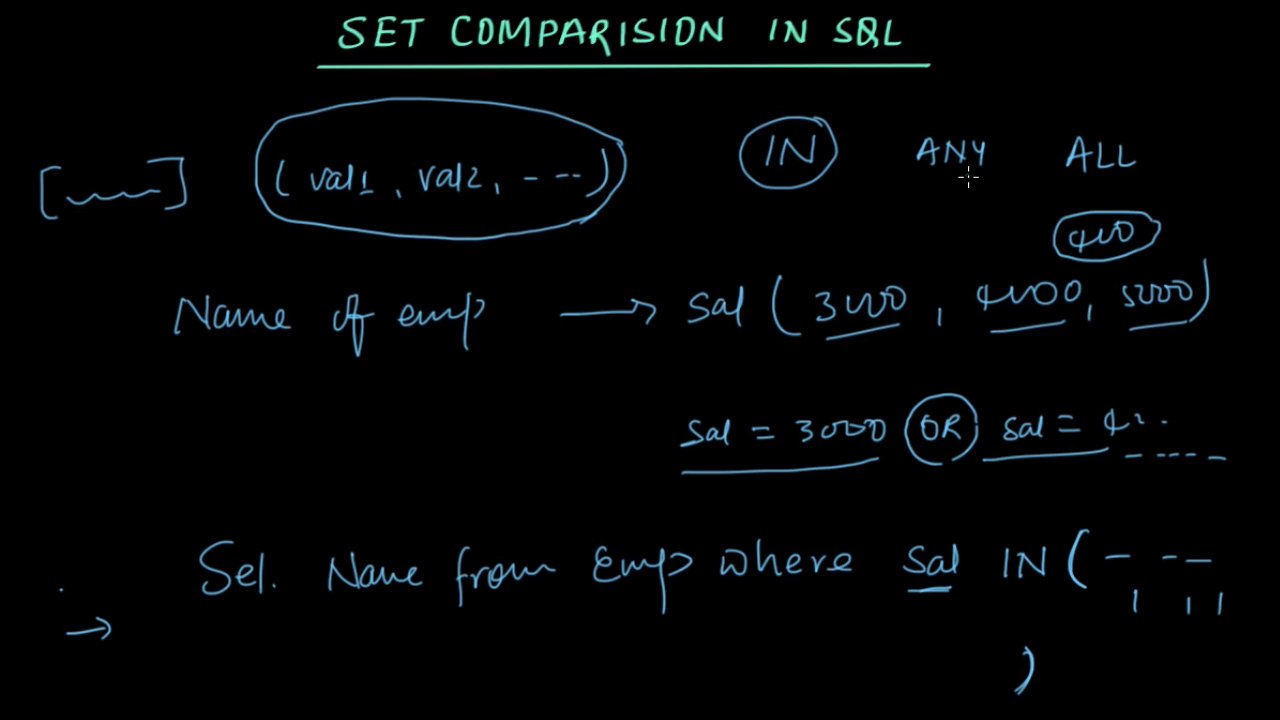 SET COMPARISION IN SQL
( val1 , val2 , - -- ) IN ANY ALL
400
Name of emp → Sal ( 3000 , 4000 , 5000 )
Sal = 3000 OR Sal = 4..
Sel. Name from Emp where Sal IN ( - - -
)